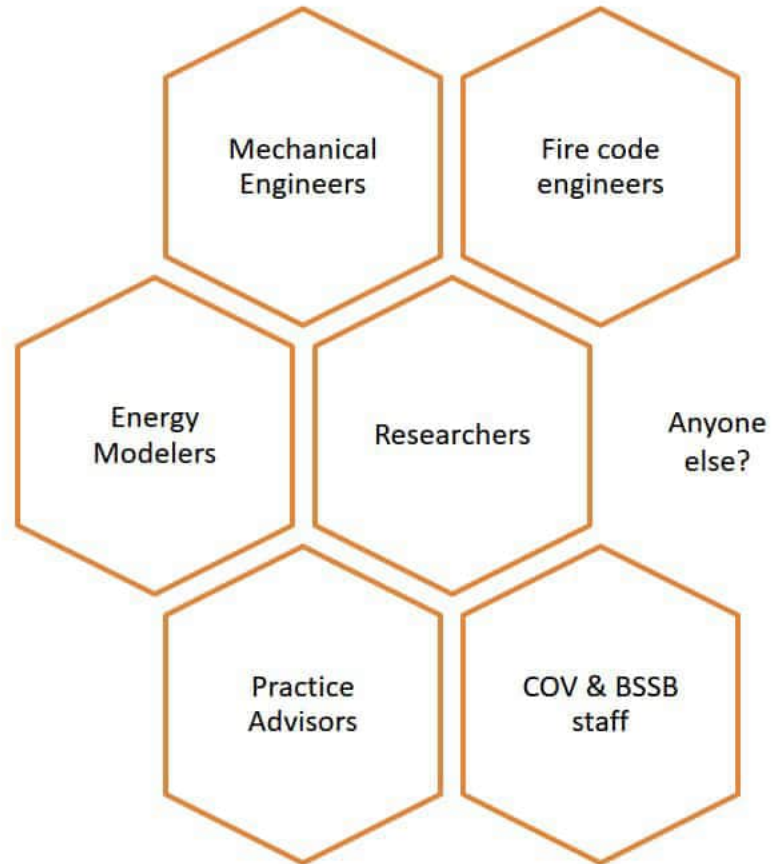 Mechanical
Engineers
Fire code
engineers
Energy
Modelers
Researchers
Anyone
else?
Practice
Advisors
COV & BSSB
staff